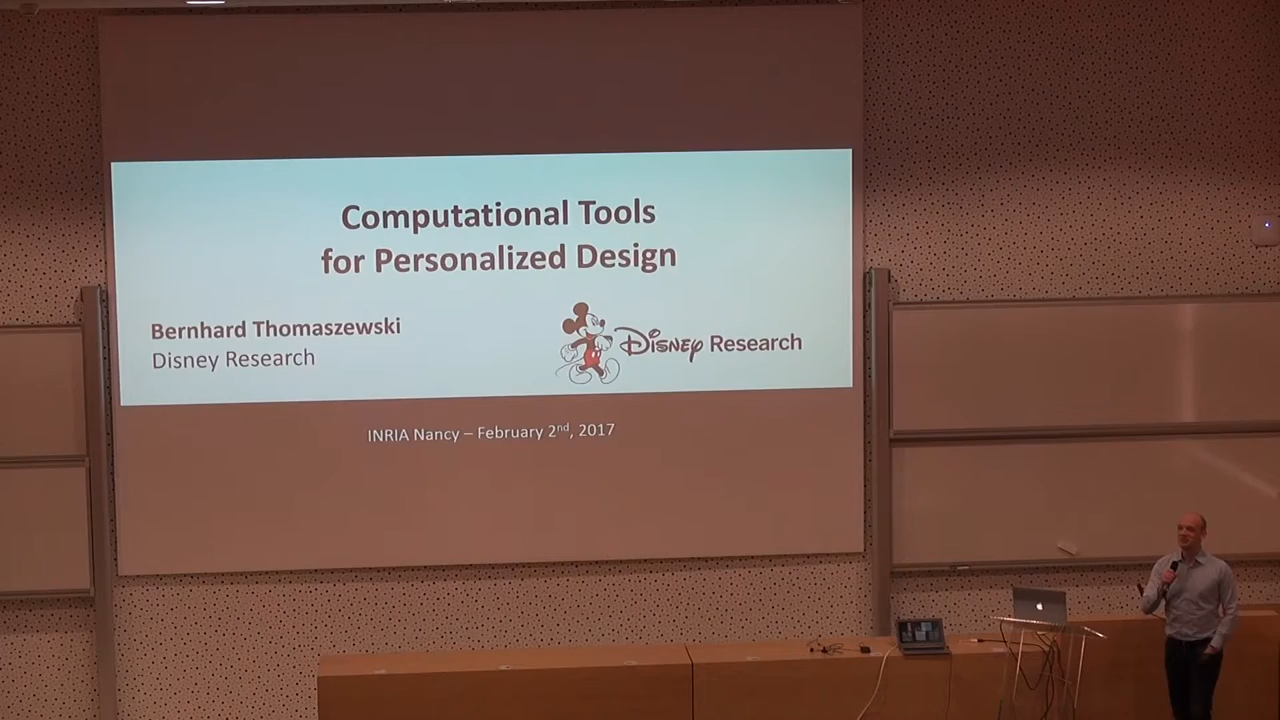 Computational Tools
for Personalized Design
Bernhard Thomaszewski
Disney Research
Disney Research
INRIA Nancy – February 2nd, 2017